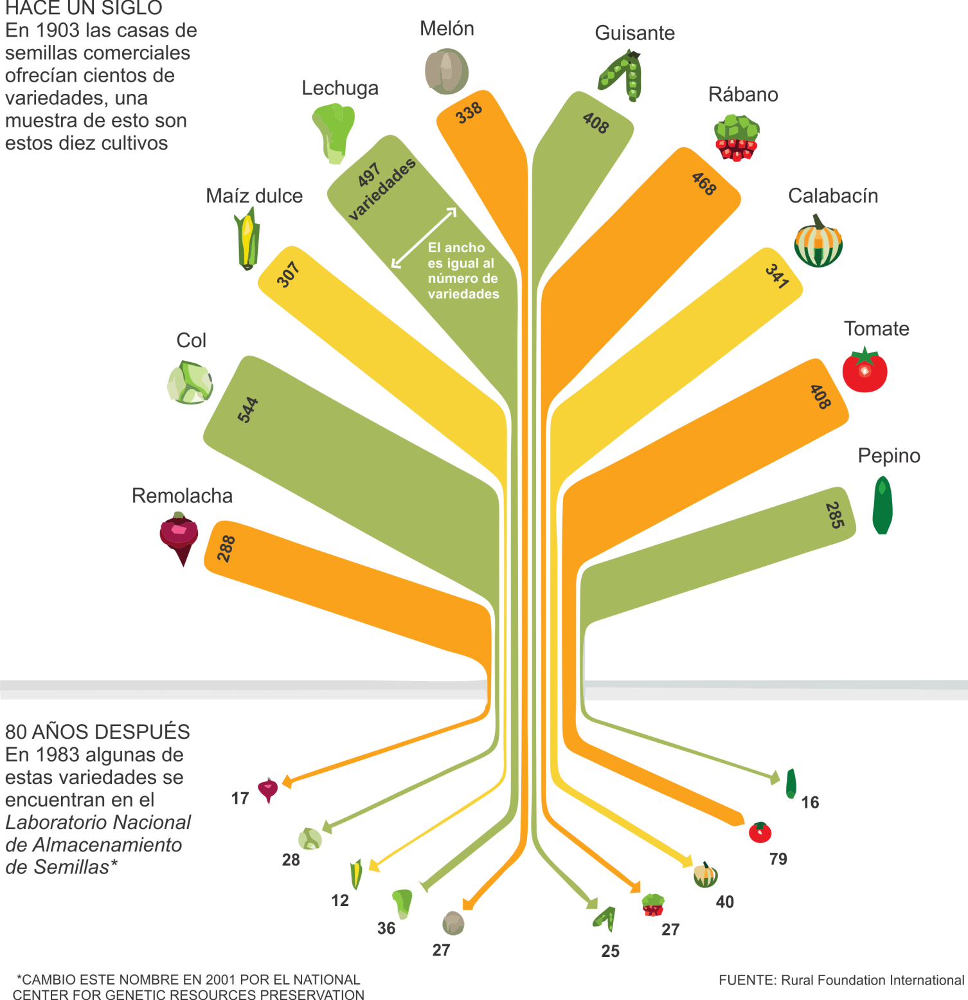 HACE UN SIGLO
En 1903 las casas de
semillas comerciales
ofrecían cientos de
variedades, una
muestra de esto son
estos diez cultivos
Melón
338
Guisante
408
Lechuga
497
variedades
Rábano
468
Maíz dulce
307
El ancho
es igual al
número de
variedades
Calabacín
341
Col
544
Tomate
408
Remolacha
288
Pepino
285
80 AÑOS DESPUÉS
En 1983 algunas de
estas variedades se
encuentran en el
Laboratorio Nacional
de Almacenamiento
de Semillas*
17
28
12
36
27
25
27
40
79
16
*CAMBIO ESTE NOMBRE EN 2001 POR EL NATIONAL
CENTER FOR GENETIC RESOURCES PRESERVATION
FUENTE: Rural Foundation International